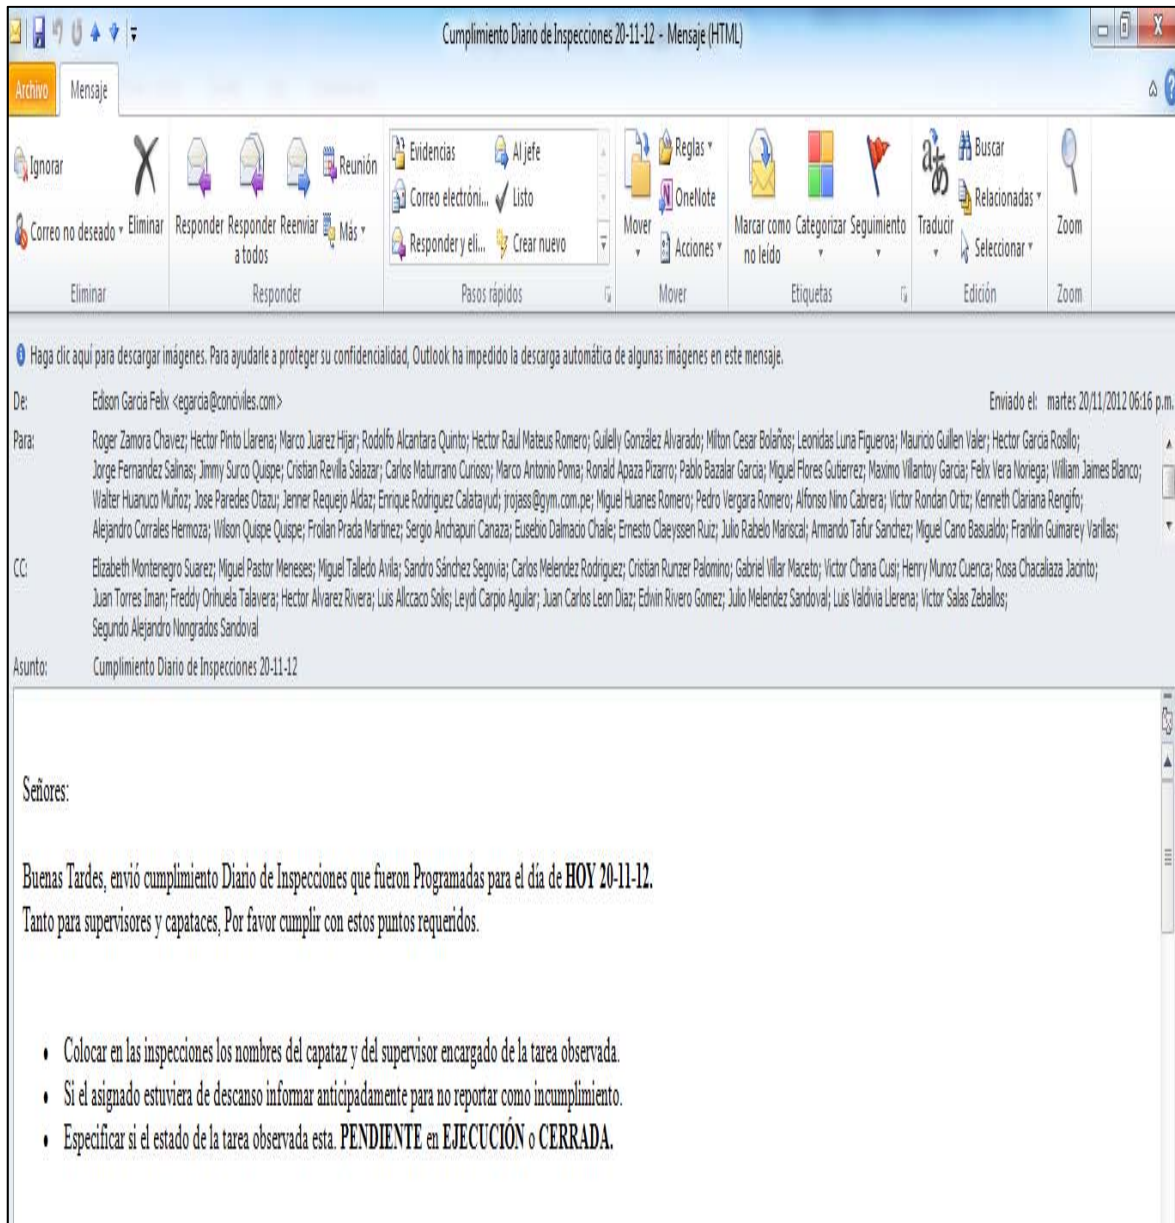 Cumplimiento Diario de Inspecciones 20-11-12 - Mensaje (HTML)
Archivo Mensaje
Ignorar
Correo no deseado
Eliminar
Responder Responder a todos Reenviar
Reunión
Más
Evidencias Al jefe
Correo electróni... Listo
Responder y eli... Crear nuevo
Mover
Reglas
OneNote
Acciones
Marcar como no leído Categorizar Seguimiento
Traducir
Buscar
Relacionadas
Seleccionar
Zoom
Eliminar Responder Pasos rápidos Mover Etiquetas Edición Zoom
Haga clic aquí para descargar imágenes. Para ayudarle a proteger su confidencialidad, Outlook ha impedido la descarga automática de algunas imágenes en este mensaje.
De: Edison Garcia Felix <egarcia@conciviles.com> Enviado el: martes 20/11/2012 06:16 p.m.
Para: Roger Zamora Chavez; Hector Pinto Llarena; Marco Juarez Hijar; Rodolfo Alcantara Quinto; Hector Raul Mateus Romero; Gulelly González Alvarado; Milton Cesar Bolaños; Leonidas Luna Figueroa; Mauricio Guillen Valer; Hector Garcia Rosillo;
Jorge Fernandez Salinas; Jimmy Surco Quispe; Cristian Revilla Salazar; Carlos Maturrano Curioso; Marco Antonio Poma; Ronald Apaza Pizarro; Pablo Bazalar Garcia; Miguel Flores Gutierrez; Maximo Villantoy Garcia; Felix Vera Noriega; William Jaimes Blanco;
Walter Huanuco Muñoz; Jose Paredes Otazu; Jenner Requejo Aldaz; Enrique Rodriguez Calatayud; jrojass@gym.com.pe; Miguel Huanes Romero; Pedro Vergara Romero; Alfonso Nino Cabrera; Victor Rondan Ortiz; Kenneth Clariana Rengifo;
Alejandro Corrales Hermoza; Wilson Quispe Quispe; Froilan Prada Martinez; Sergio Anchapuri Canaza; Eusebio Dalmacio Chaile; Ernesto Claeyssen Ruiz; Julio Rabelo Mariscal; Armando Tafur Sanchez; Miguel Cano Basualdo; Franklin Guimarey Varillas;
CC: Elizabeth Montenegro Suarez; Miguel Pastor Meneses; Miguel Talledo Avila; Sandro Sánchez Segovia; Carlos Melendez Rodriguez; Cristian Runzer Palomino; Gabriel Villar Maceto; Victor Chana Cusi; Henry Munoz Cuenca; Rosa Chacaliaza Jacinto;
Juan Torres Iman; Freddy Orihuela Talavera; Hector Alvarez Rivera; Luis Allccaco Solis; Leydi Carpio Aguilar; Juan Carlos Leon Diaz; Edwin Rivero Gomez; Julio Melendez Sandoval; Luis Valdivia Llerena; Victor Salas Zeballos;
Segundo Alejandro Nongrados Sandoval
Asunto: Cumplimiento Diario de Inspecciones 20-11-12
Señores:
Buenas Tardes, envió cumplimiento Diario de Inspecciones que fueron Programadas para el día de HOY 20-11-12.
Tanto para supervisores y capataces, Por favor cumplir con estos puntos requeridos.
• Colocar en las inspecciones los nombres del capataz y del supervisor encargado de la tarea observada.
• Si el asignado estuviera de descanso informar anticipadamente para no reportar como incumplimiento.
• Especificar si el estado de la tarea observada esta. PENDIENTE en EJECUCIÓN o CERRADA.